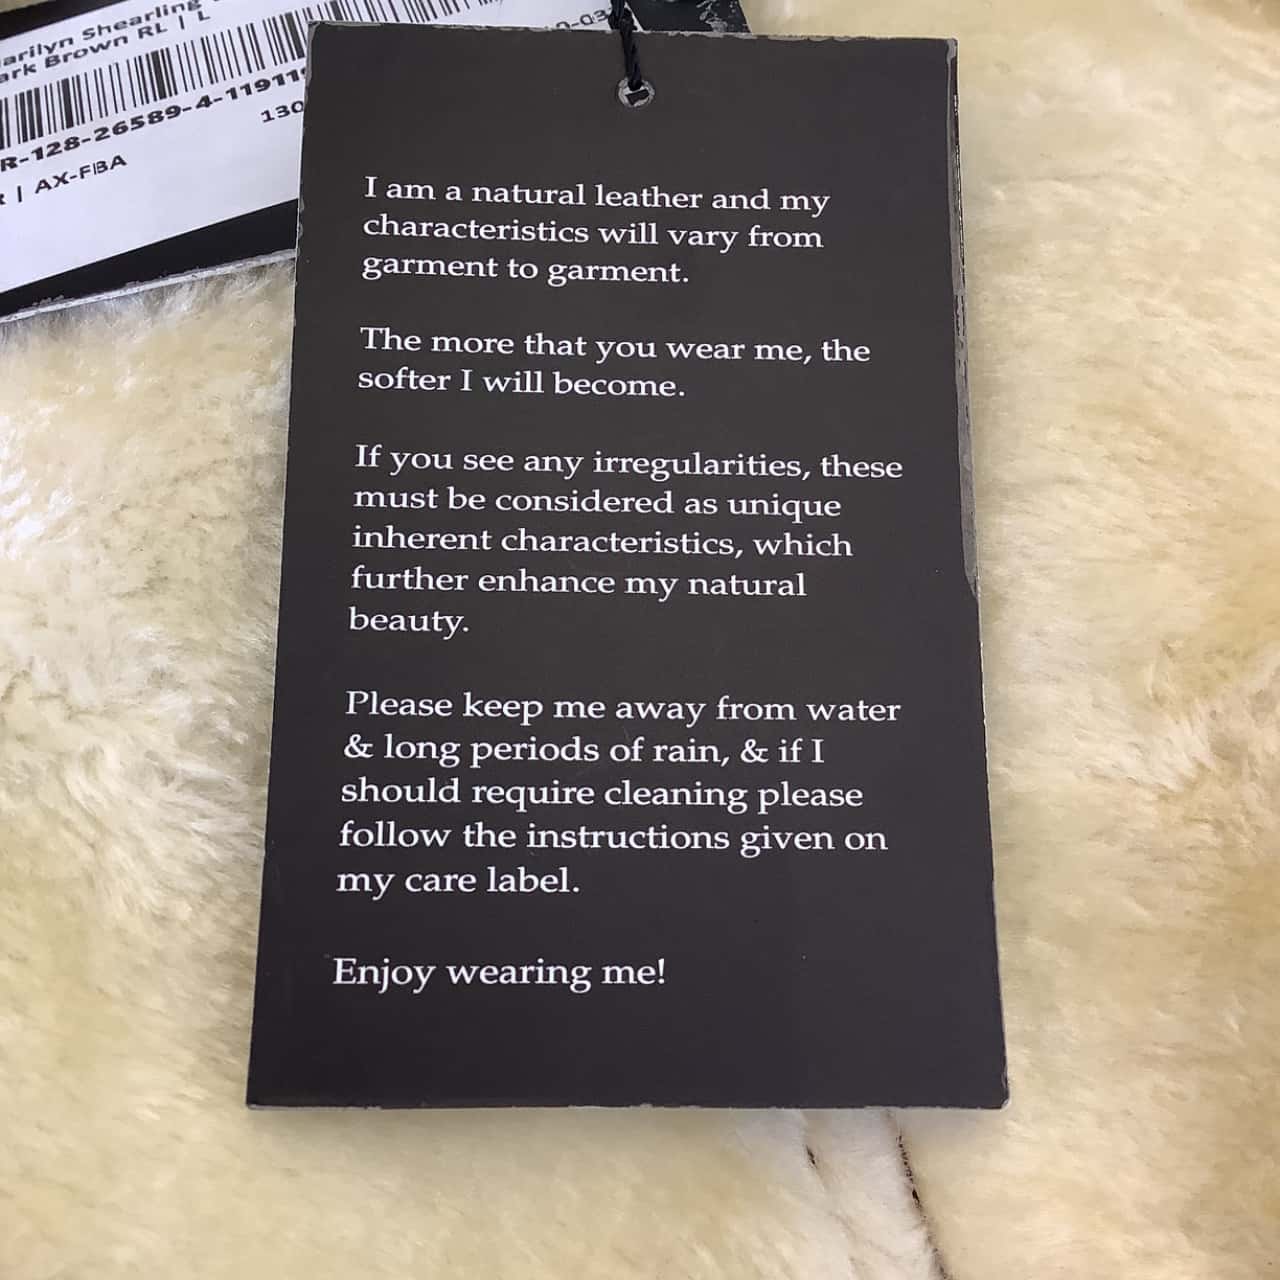 arilyn Shearling
ark Brown RL | L
R-128-26589-4-11911
130
| AX-FBA
I am a natural leather and my
characteristics will vary from
garment to garment.
The more that you wear me, the
softer I will become.
If you see any irregularities, these
must be considered as unique
inherent characteristics, which
further enhance my natural
beauty.
Please keep me away from water
& long periods of rain, & if I
should require cleaning please
follow the instructions given on
my care label.
Enjoy wearing me!